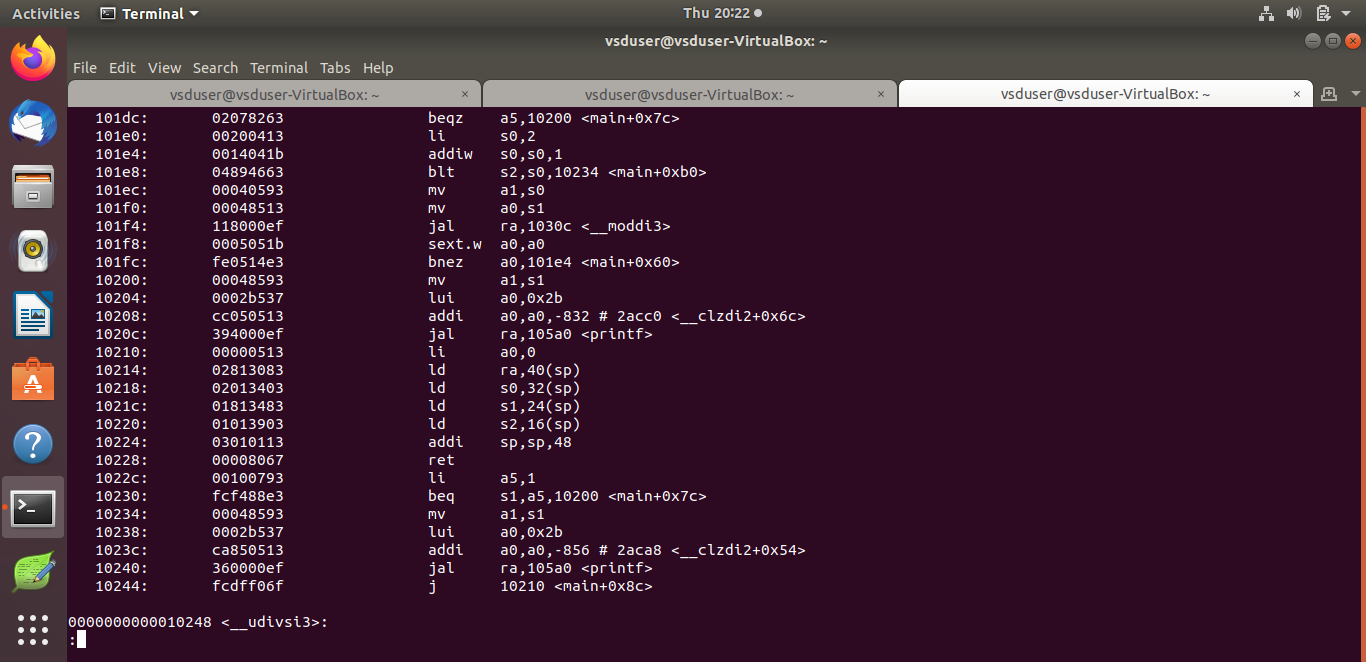 Activities Terminal Thu 20:22
vsduser@vsduser-VirtualBox: ~
File Edit View Search Terminal Tabs Help
vsduser@vsduser-VirtualBox: ~ × vsduser@vsduser-VirtualBox: ~ × vsduser@vsduser-VirtualBox: ~ ×
101dc: 02078263 beqz a5,10200 <main+0x7c>
101e0: 00200413 li s0,2
101e4: 0014041b addiw s0,s0,1
101e8: 04894663 blt s2,s0,10234 <main+0xb0>
101ec: 00040593 mv a1,s0
101f0: 00048513 mv a0,s1
101f4: 118000ef jal ra,1030c <__moddi3>
101f8: 0005051b sext.w a0,a0
101fc: fe0514e3 bnez a0,101e4 <main+0x60>
10200: 00048593 mv a1,s1
10204: 0002b537 lui a0,0x2b
10208: cc050513 addi a0,a0,-832 # 2acc0 <__clzdi2+0x6c>
1020c: 394000ef jal ra,105a0 <printf>
10210: 00000513 li a0,0
10214: 02813083 ld ra,40(sp)
10218: 02013403 ld s0,32(sp)
1021c: 01813483 ld s1,24(sp)
10220: 01013903 ld s2,16(sp)
10224: 03010113 addi sp,sp,48
10228: 00008067 ret
1022c: 00100793 li a5,1
10230: fcf488e3 beq s1,a5,10200 <main+0x7c>
10234: 00048593 mv a1,s1
10238: 0002b537 lui a0,0x2b
1023c: ca850513 addi a0,a0,-856 # 2aca8 <__clzdi2+0x54>
10240: 360000ef jal ra,105a0 <printf>
10244: fcdff06f j 10210 <main+0x8c>
0000000000010248 <__udivsi3>:
: